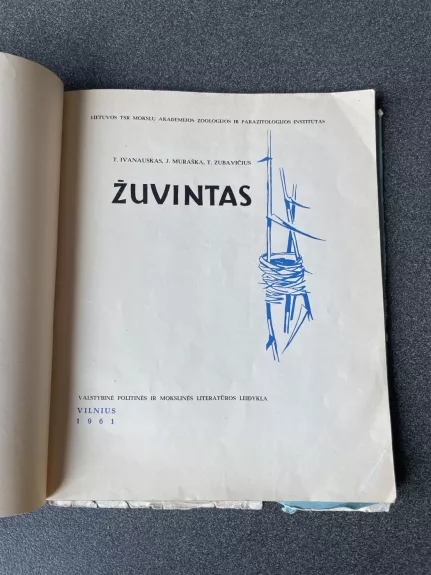 LIETUVOS TSR MOKSLŲ AKADEMIJOS ZOOLOGIJOS IR PARAZITOLOGIJOS INSTITUTAS
T. IVANAUSKAS, J. MURAŠKA, T. ZUBAVIČIUS
ŽUVINTAS
VALSTYBINĖ POLITINĖS IR MOKSLINĖS LITERATŪROS LEIDYKLA
VILNIUS
1961